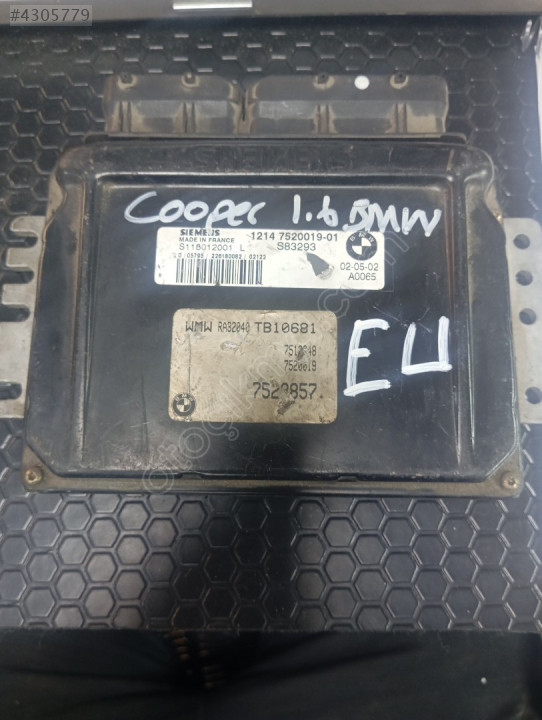 #4305779
SIEMENS
Cooper 1.6 BMW
SIEMENS
MADE IN FRANCE
S118012001 L
1214 7520019-01
S83293
02-05-02
A0065
WMW RA32040 TB10681
7520019
EU